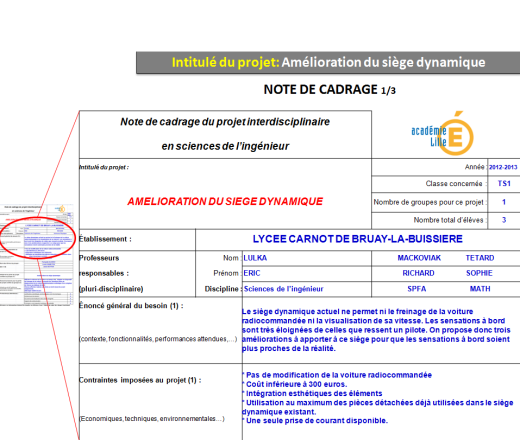 Intitulé du projet: Amélioration du siège dynamique
NOTE DE CADRAGE 1/3
Note de cadrage du projet interdisciplinaire
en sciences de l'ingénieur
académie
Lille
Intitulé du projet :
Année : 2012-2013
Classe concernée : TS1
AMELIORATION DU SIEGE DYNAMIQUE
Nombre de groupes pour ce projet : 1
Nombre total d'élèves : 3
Établissement : LYCEE CARNOT DE BRUAY-LA-BUISSIERE
Professeurs Nom : LULKA MACKOVIAK TETARD
responsables : Prénom : ERIC RICHARD SOPHIE
(pluri-disciplinaire) Discipline : Sciences de l'ingénieur SPFA MATH
Énoncé général du besoin (1) :
(contexte, fonctionnalités, performances attendues,...)
Le siège dynamique actuel ne permet ni le freinage de la voiture
radiocommandée ni la visualisation de sa vitesse. Les sensations à bord
sont très éloignées de celles que ressent un pilote. On propose donc trois
améliorations à apporter à ce siège pour que les sensations à bord soient
plus proches de la réalité.
Contraintes imposées au projet (1) :
(Economiques, techniques, environnementales...)
* Pas de modification de la voiture radiocommandée
* Coût inférieure à 300 euros.
* Intégration esthétiques des éléments
* Utilisation au maximum des pièces détachées déjà utilisées dans le siège
dynamique existant.
* Une seule prise de courant disponible.